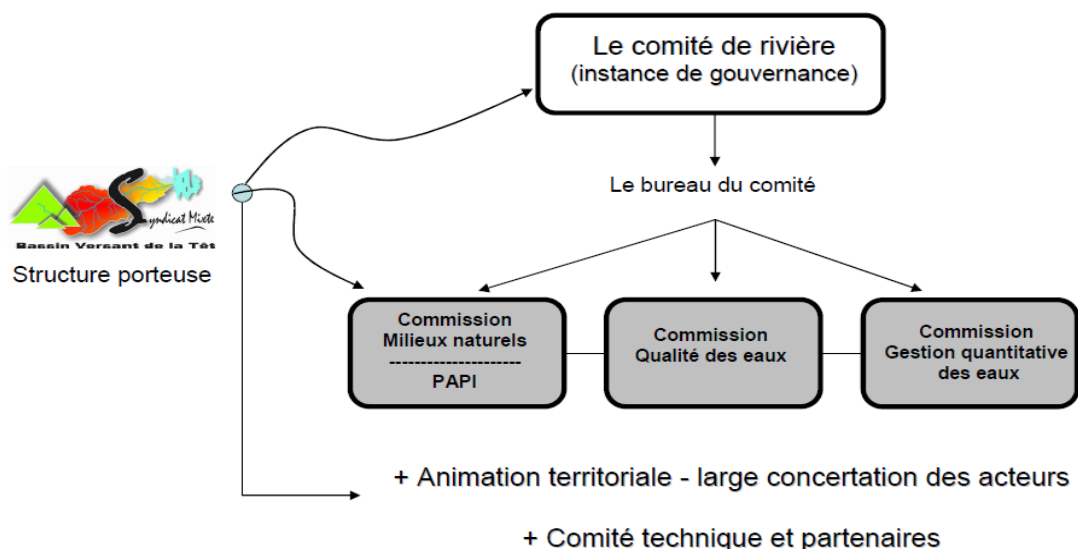 Le comité de rivière
(instance de gouvernance)
Le bureau du comité
Syndicat Mixte
Bassin Versant de la Têt
Structure porteuse
Commission
Milieux naturels
----------------------
PAPI
Commission
Qualité des eaux
Commission
Gestion quantitative
des eaux
+ Animation territoriale - large concertation des acteurs
+ Comité technique et partenaires